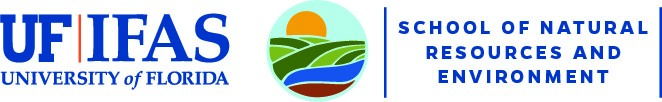 UF|IFAS
UNIVERSITY of FLORIDA
SCHOOL OF NATURAL
RESOURCES AND
ENVIRONMENT